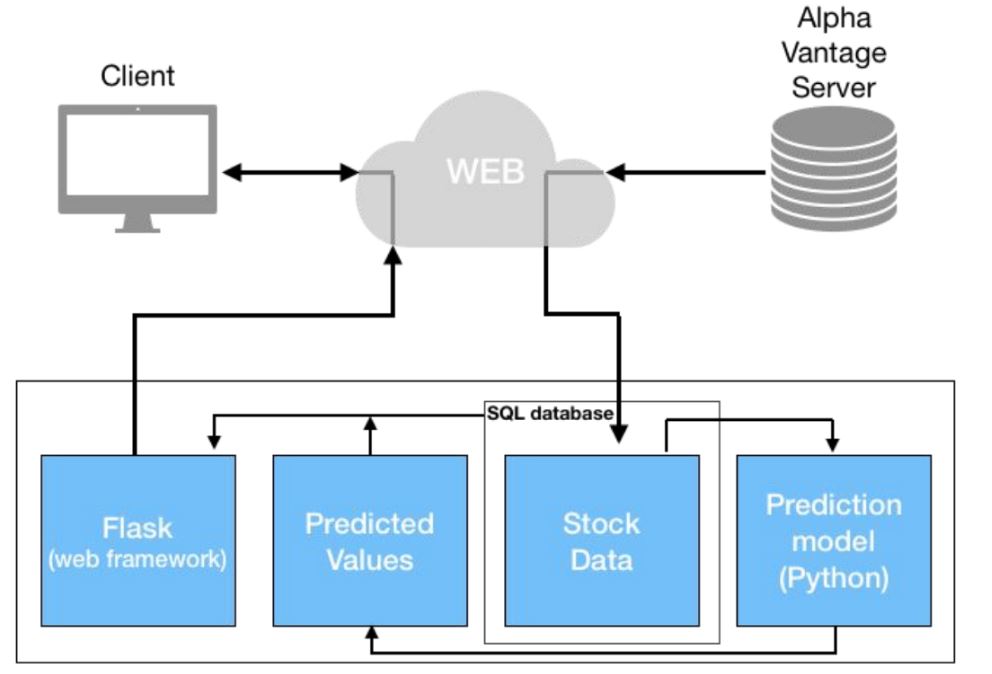 Client
Alpha
Vantage
Server
WEB
SQL database
Flask
(web framework)
Predicted
Values
Stock
Data
Prediction
model
(Python)